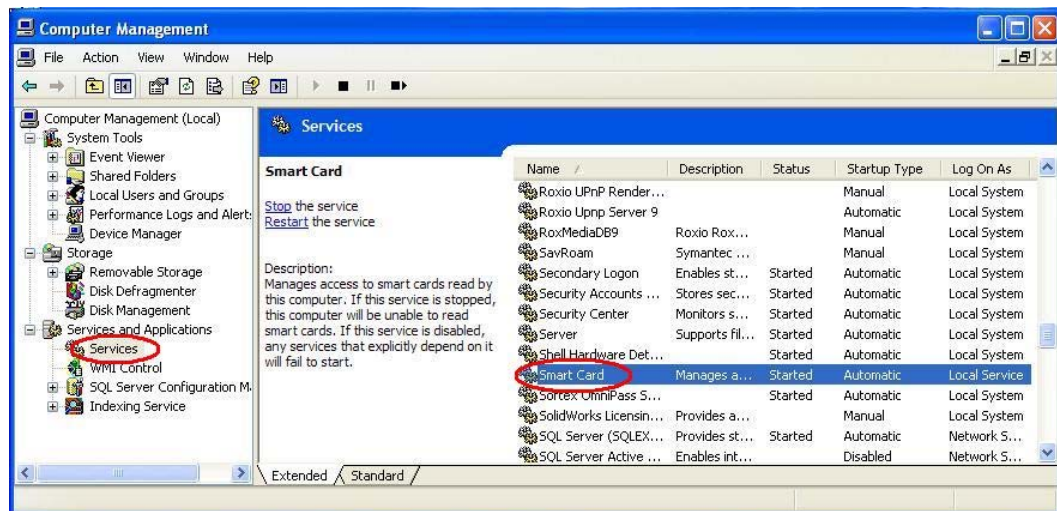 Computer Management
File Action View Window Help
Computer Management (Local)
System Tools
Event Viewer
Shared Folders
Local Users and Groups
Performance Logs and Alert
Device Manager
Storage
Removable Storage
Disk Defragmenter
Disk Management
Services and Applications
Services
WMI Control
SQL Server Configuration M
Indexing Service
Services
Smart Card
Stop the service
Restart the service
Description:
Manages access to smart cards read by
this computer. If this service is stopped,
this computer will be unable to read
smart cards. If this service is disabled,
any services that explicitly depend on it
will fail to start.
Name Description Status Startup Type Log On As
Roxio UPnP Render... Manual Local System
Roxio Upnp Server 9 Automatic Local System
RoxMediaDB9 Roxio Rox... Manual Local System
SavRoam Symantec ... Manual Local System
Secondary Logon Enables st... Started Automatic Local System
Security Accounts ... Stores sec... Started Automatic Local System
Security Center Monitors s... Started Automatic Local System
Server Supports fil... Started Automatic Local System
Shell Hardware Det... Started Automatic Local System
Smart Card Manages a... Started Automatic Local Service
Softex OmniPass S... Started Automatic Local System
SolidWorks Licensin... Provides a... Manual Local System
SQL Server (SQLEX... Provides st... Started Automatic Network S...
SQL Server Active ... Enables int... Disabled Network S...
Extended Standard